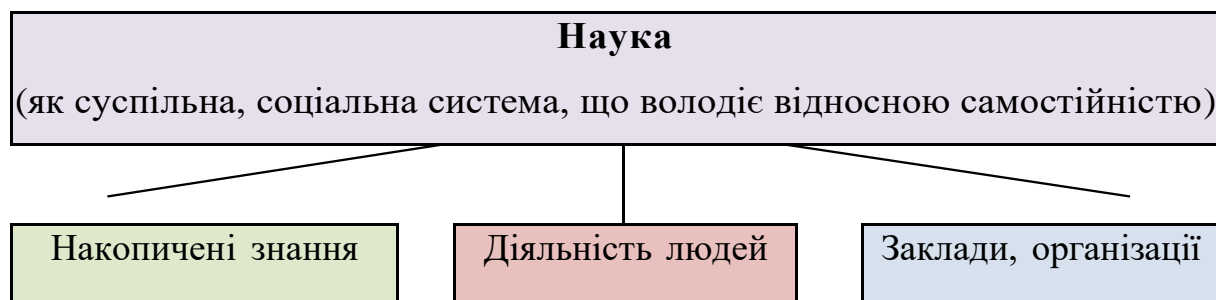 Наука
(як суспільна, соціальна система, що володіє відносною самостійністю)
Накопичені знання
Діяльність людей
Заклади, організації